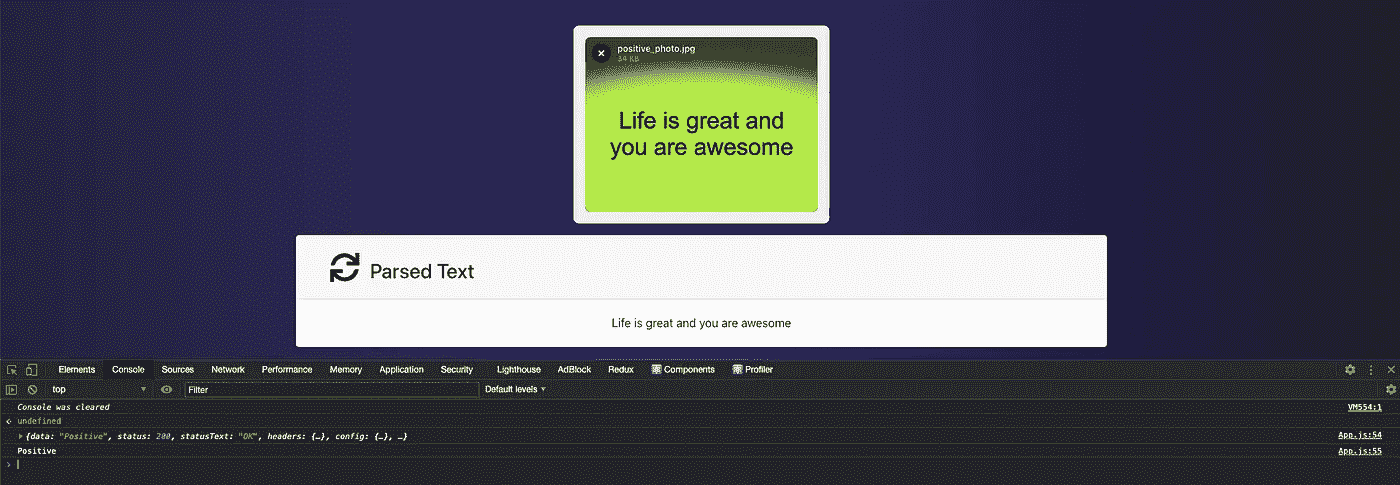 positive_photo.jpg
34 KB
Life is great and
you are awesome
Parsed Text
Life is great and you are awesome
Elements Console Sources Network Performance Memory Application Security Lighthouse AdBlock Redux Components Profiler
top Filter Default levels
Console was cleared VM554:1
undefined
{data: "Positive", status: 200, statusText: "OK", headers: {…}, config: {…}, …} App.js:54
Positive App.js:55